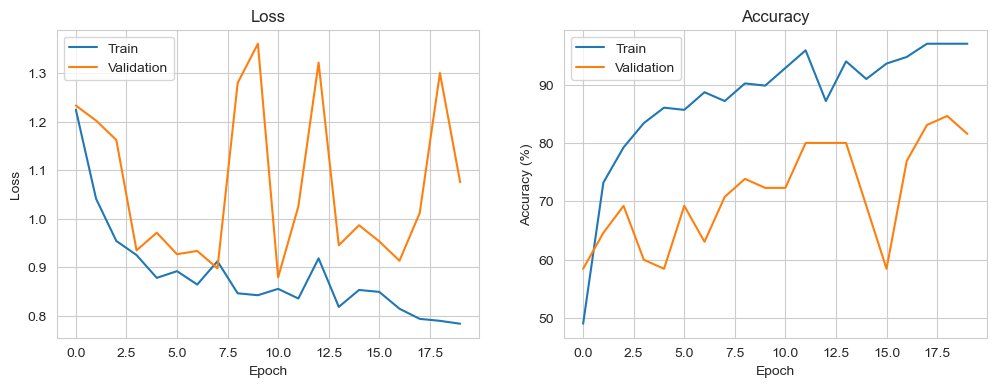 Loss
Train
Validation
Loss
1.3
1.2
1.1
1.0
0.9
0.8
0.0 2.5 5.0 7.5 10.0 12.5 15.0 17.5
Epoch
Accuracy
Train
Validation
Accuracy (%)
90
80
70
60
50
0.0 2.5 5.0 7.5 10.0 12.5 15.0 17.5
Epoch